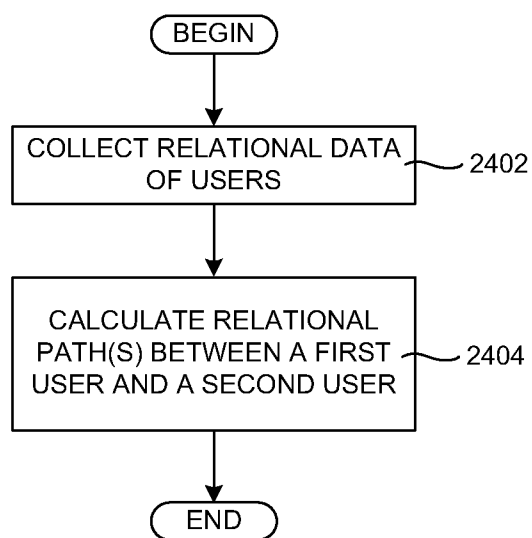 BEGIN
COLLECT RELATIONAL DATA
OF USERS
2402
CALCULATE RELATIONAL
PATH(S) BETWEEN A FIRST
USER AND A SECOND USER
2404
END